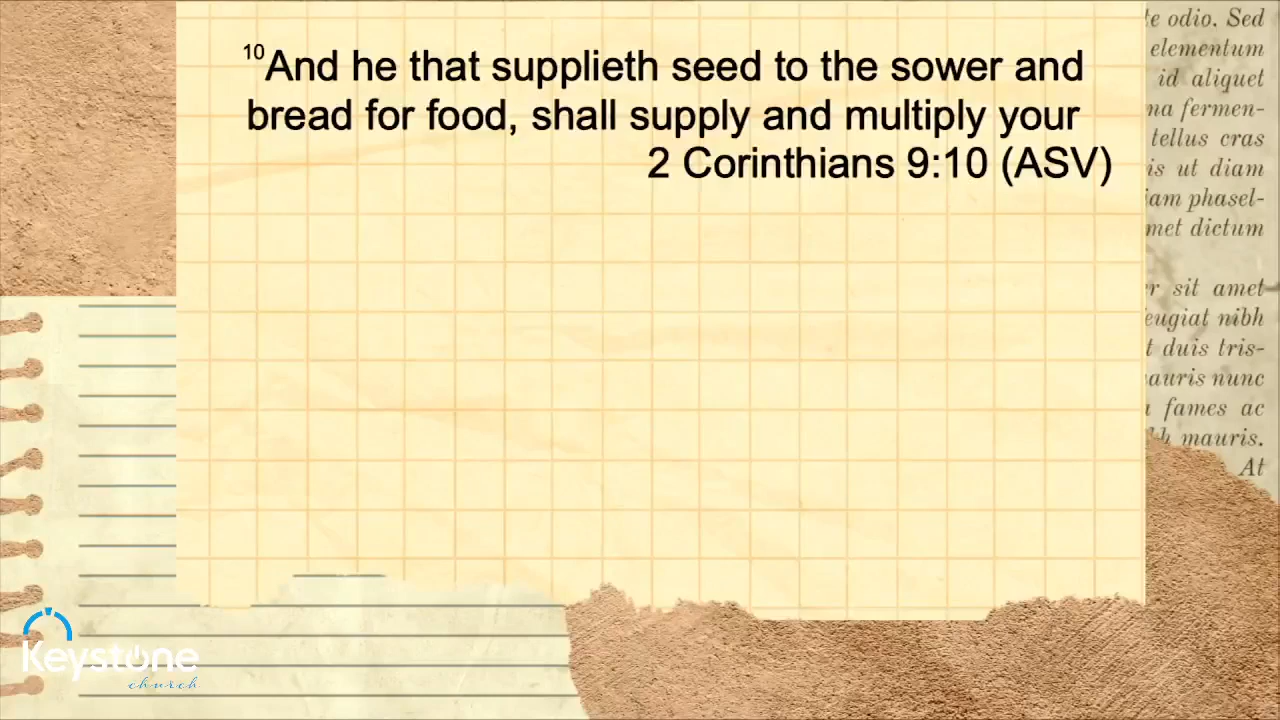 ¹⁰And he that supplieth seed to the sower and
bread for food, shall supply and multiply your
2 Corinthians 9:10 (ASV)
te odio. Sed
elementum
id aliquet
na fermen-
tellus cras
is ut diam
iam phasel-
met dictum
r sit amet
eugiat nibh
t duis tris-
auris nunc
fames ac
mauris.
At
Keystone
church